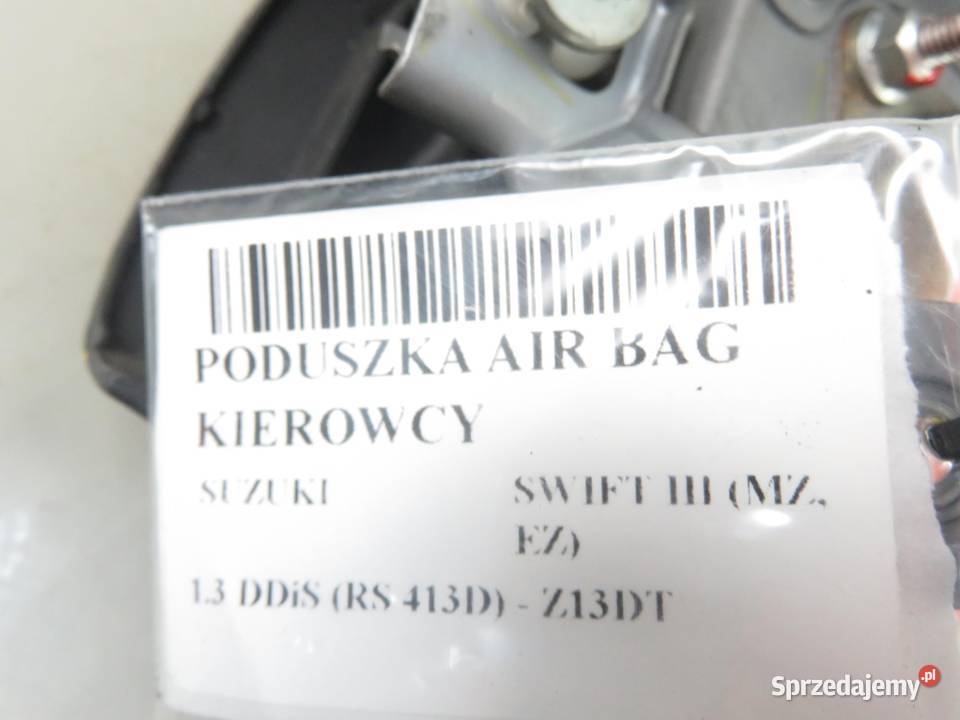 PODUSZKA AIR BAG
KIEROWCY
SUZUKI SWIFT III (MZ,
EZ)
1.3 DDiS (RS 413D) - Z13DT
Sprzedajemy.pl